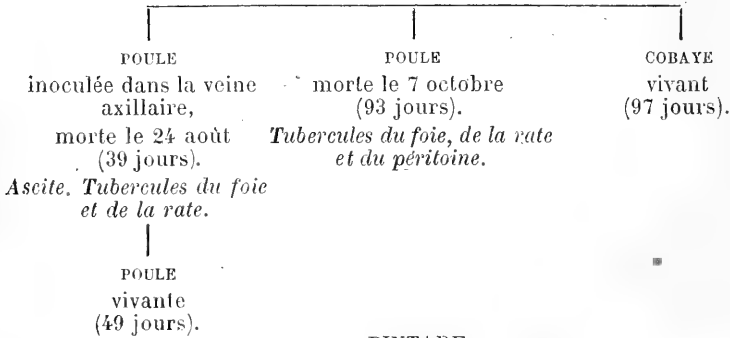 POULE
inoculée dans la veine
axillaire,
morte le 24 août
(39 jours).
Ascite. Tubercules du foie
et de la rate.
POULE
morte le 7 octobre
(93 jours).
Tubercules du foie, de la rate
et du péritoine.
COBAYE
vivant
(97 jours).
POULE
vivante
(49 jours).